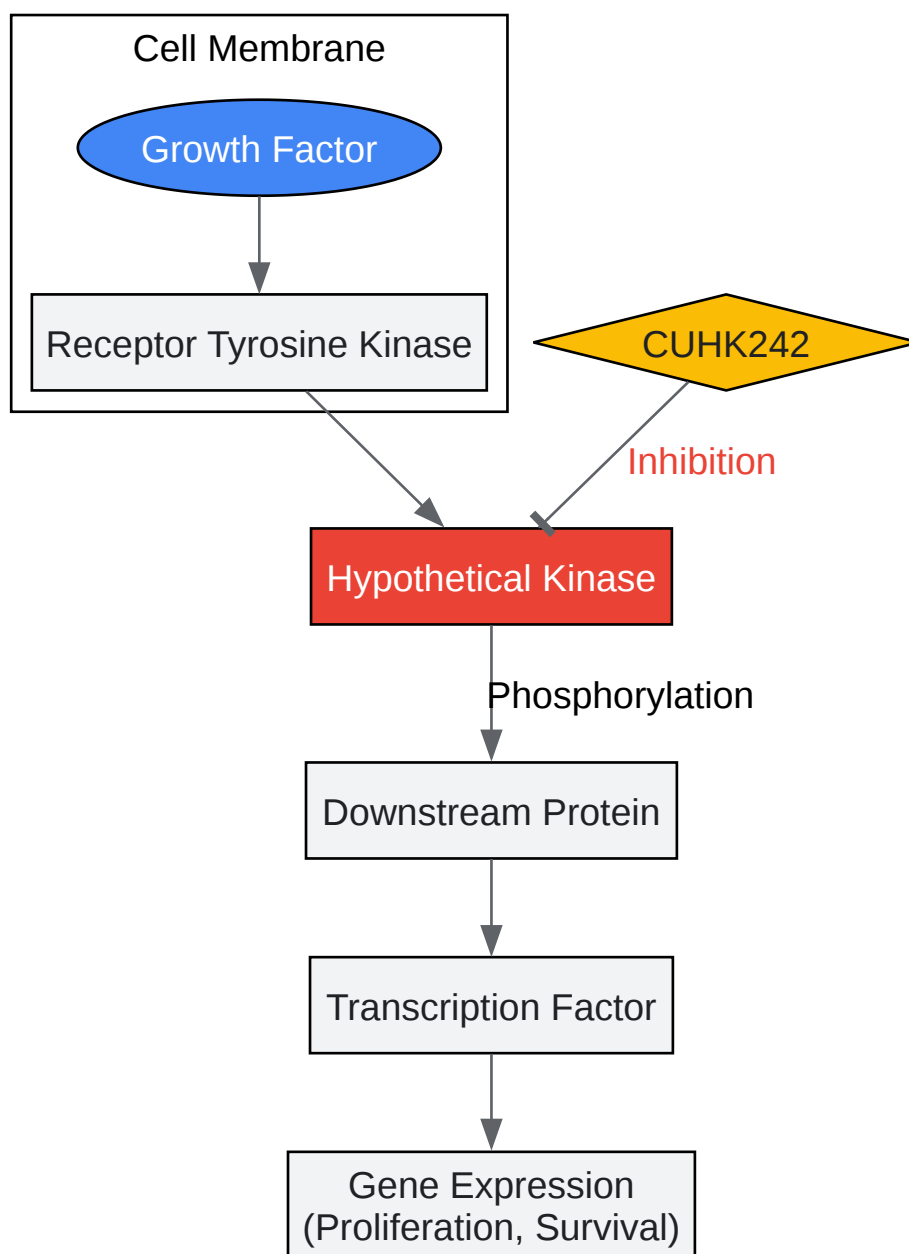 Cell Membrane
Growth Factor
Receptor Tyrosine Kinase
CUHK242
Inhibition
Hypothetical Kinase
Phosphorylation
Downstream Protein
Transcription Factor
Gene Expression
(Proliferation, Survival)